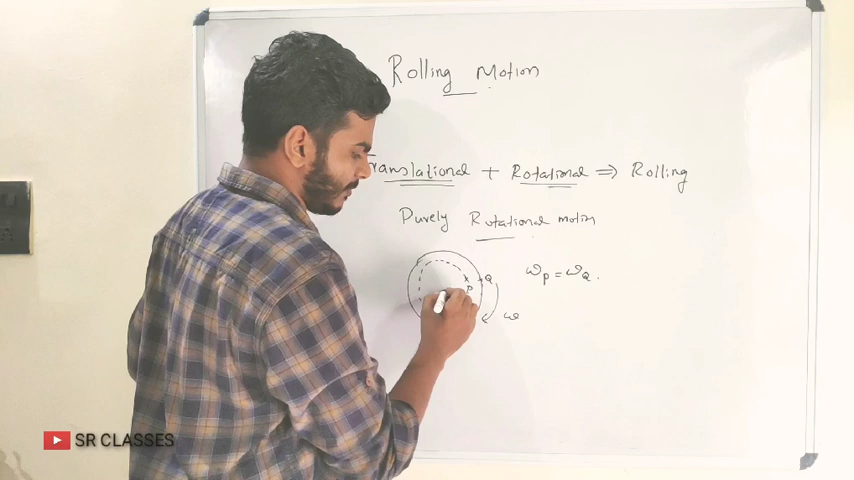 Rolling Motion
Translational + Rotational ⇒ Rolling
Purely Rotational motion
P Q ωP = ωQ.
ω
SR CLASSES